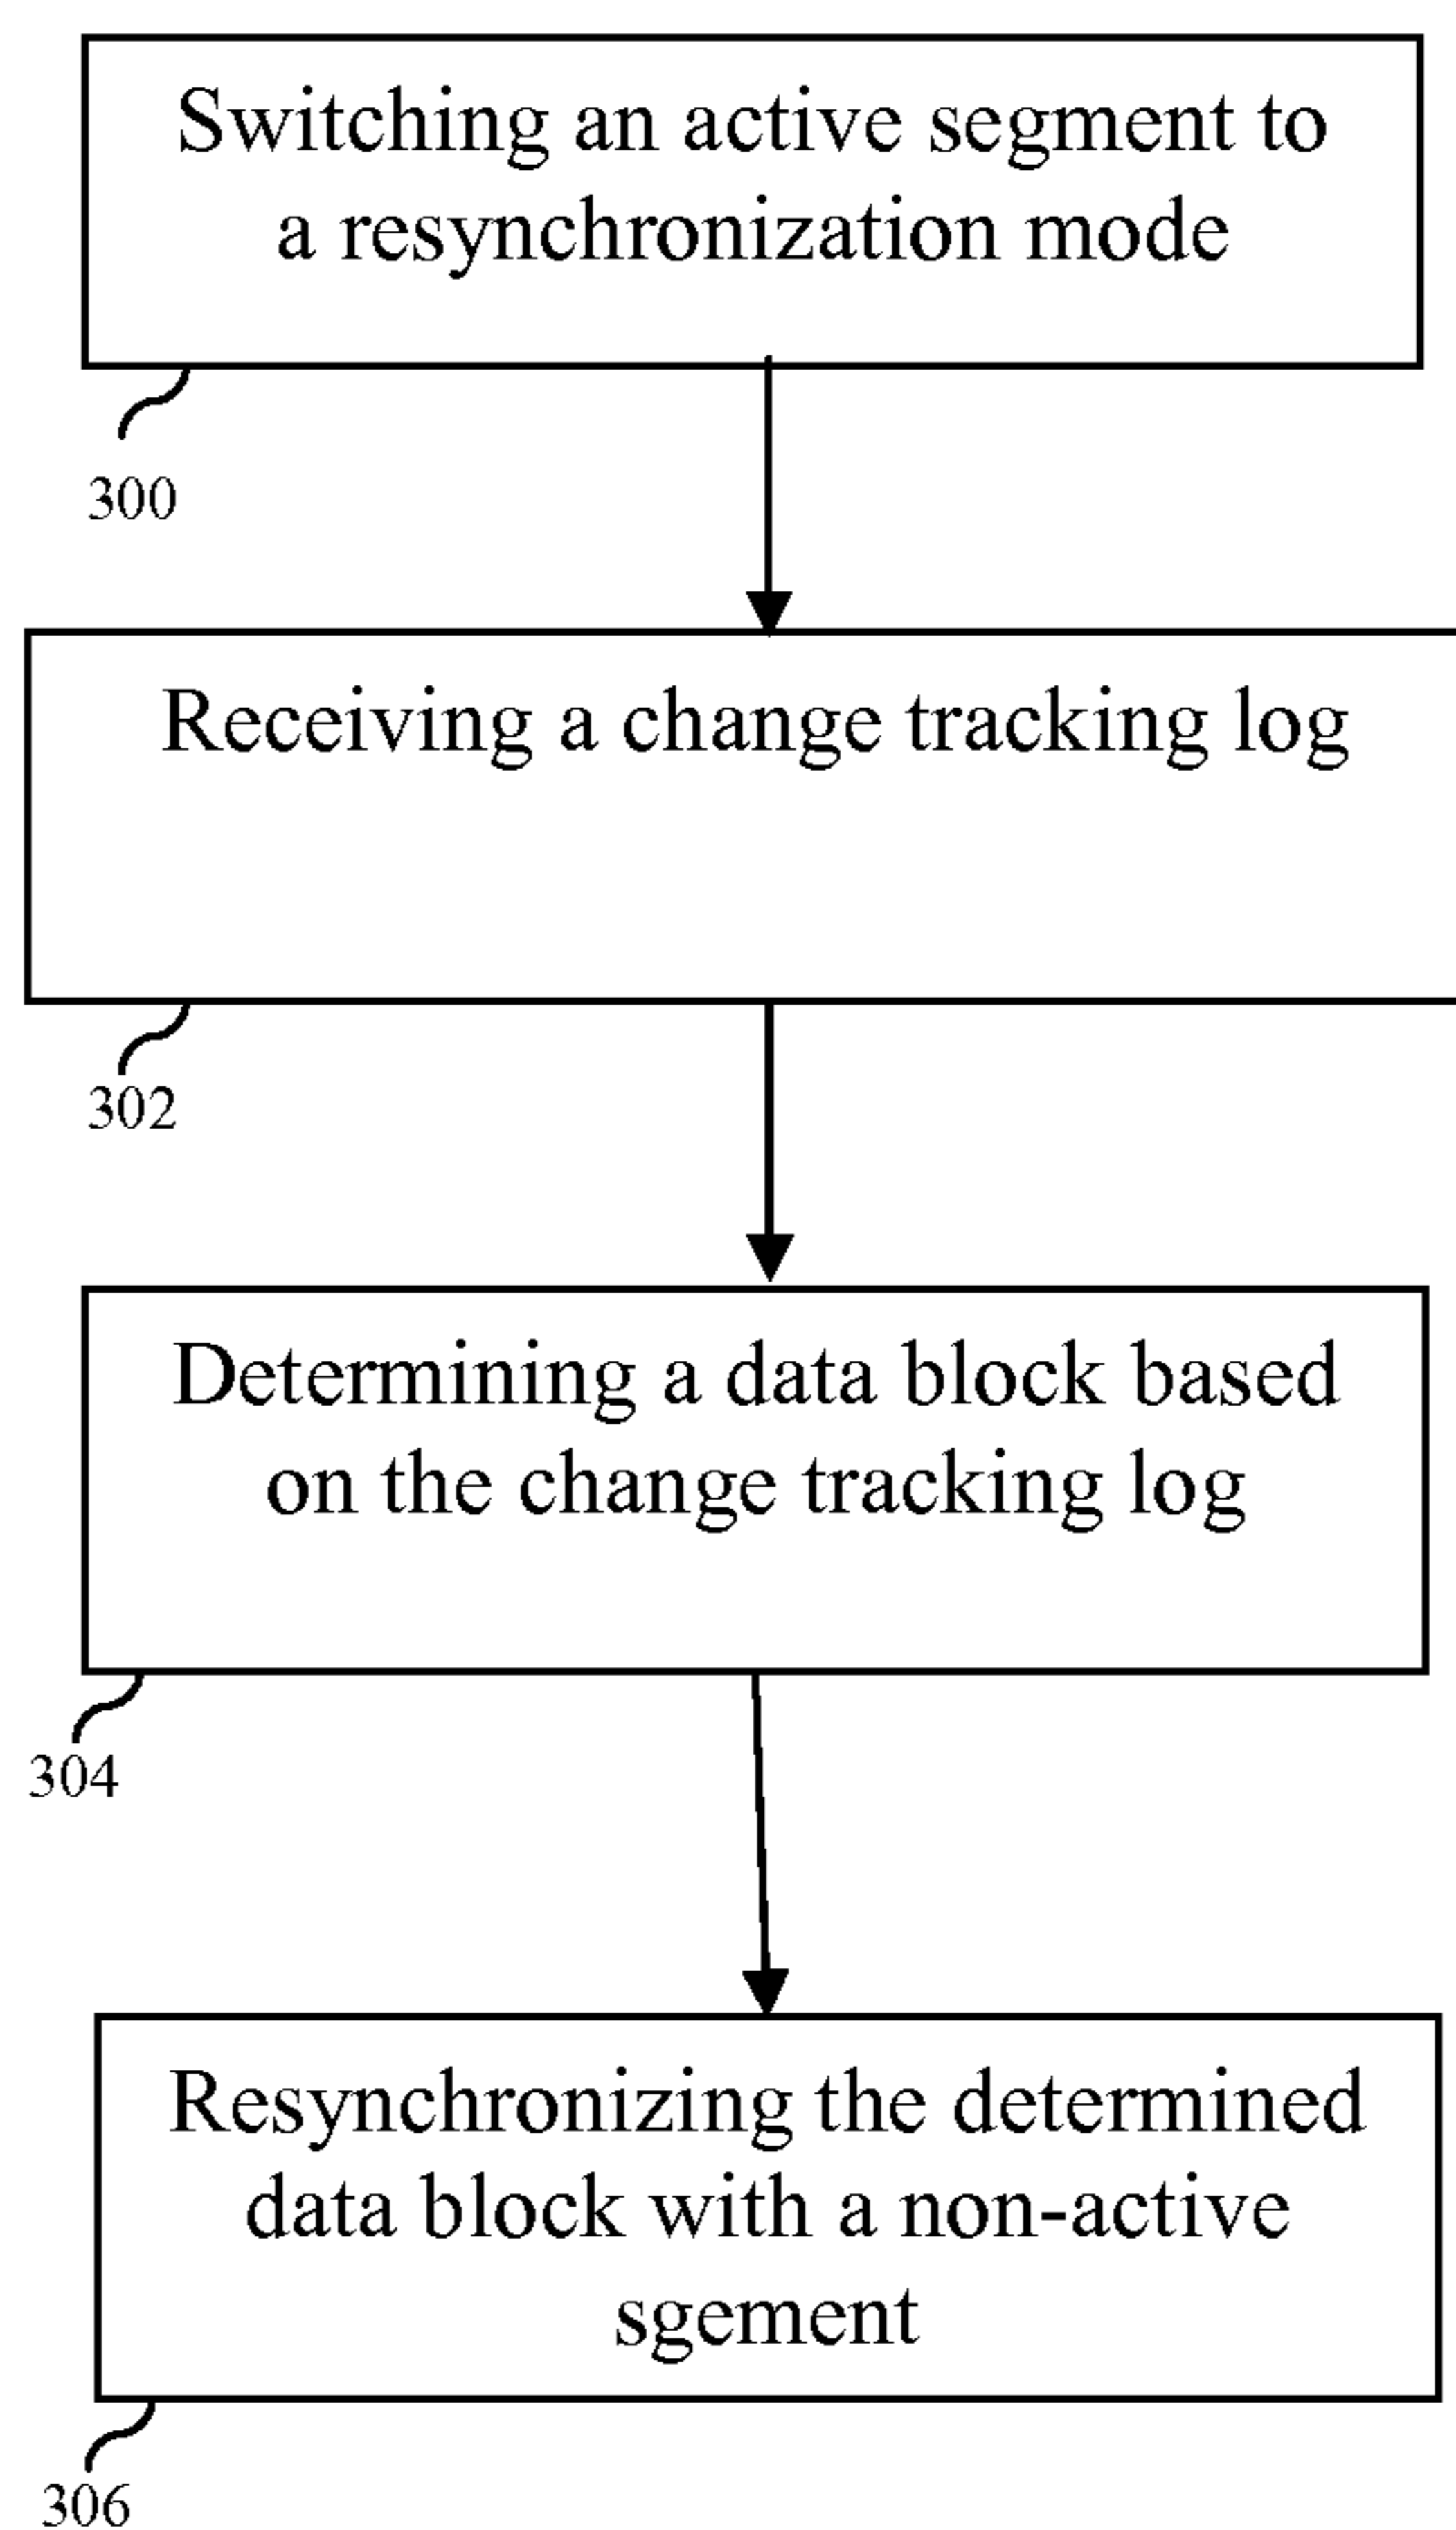 Switching an active segment to
a resynchronization mode
300
Receiving a change tracking log
302
Determining a data block based
on the change tracking log
304
Resynchronizing the determined
data block with a non-active
sgement
306